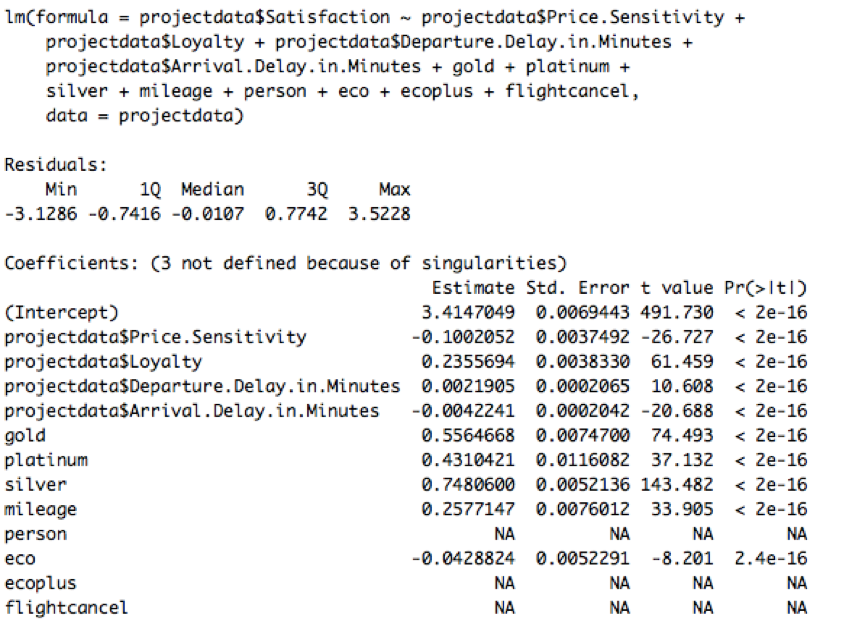 lm(formula = projectdata$Satisfaction ~ projectdata$Price.Sensitivity +
projectdata$Loyalty + projectdata$Departure.Delay.in.Minutes +
projectdata$Arrival.Delay.in.Minutes + gold + platinum +
silver + mileage + person + eco + ecoplus + flightcancel,
data = projectdata)
Residuals:
Min 1Q Median 3Q Max
-3.1286 -0.7416 -0.0107 0.7742 3.5228
Coefficients: (3 not defined because of singularities)
Estimate Std. Error t value Pr(>|t|)
(Intercept) 3.4147049 0.0069443 491.730 < 2e-16
projectdata$Price.Sensitivity -0.1002052 0.0037492 -26.727 < 2e-16
projectdata$Loyalty 0.2355694 0.0038330 61.459 < 2e-16
projectdata$Departure.Delay.in.Minutes 0.0021905 0.0002065 10.608 < 2e-16
projectdata$Arrival.Delay.in.Minutes -0.0042241 0.0002042 -20.688 < 2e-16
gold 0.5564668 0.0074700 74.493 < 2e-16
platinum 0.4310421 0.0116082 37.132 < 2e-16
silver 0.7480600 0.0052136 143.482 < 2e-16
mileage 0.2577147 0.0076012 33.905 < 2e-16
person NA NA NA NA
eco -0.0428824 0.0052291 -8.201 2.4e-16
ecoplus NA NA NA NA
flightcancel NA NA NA NA